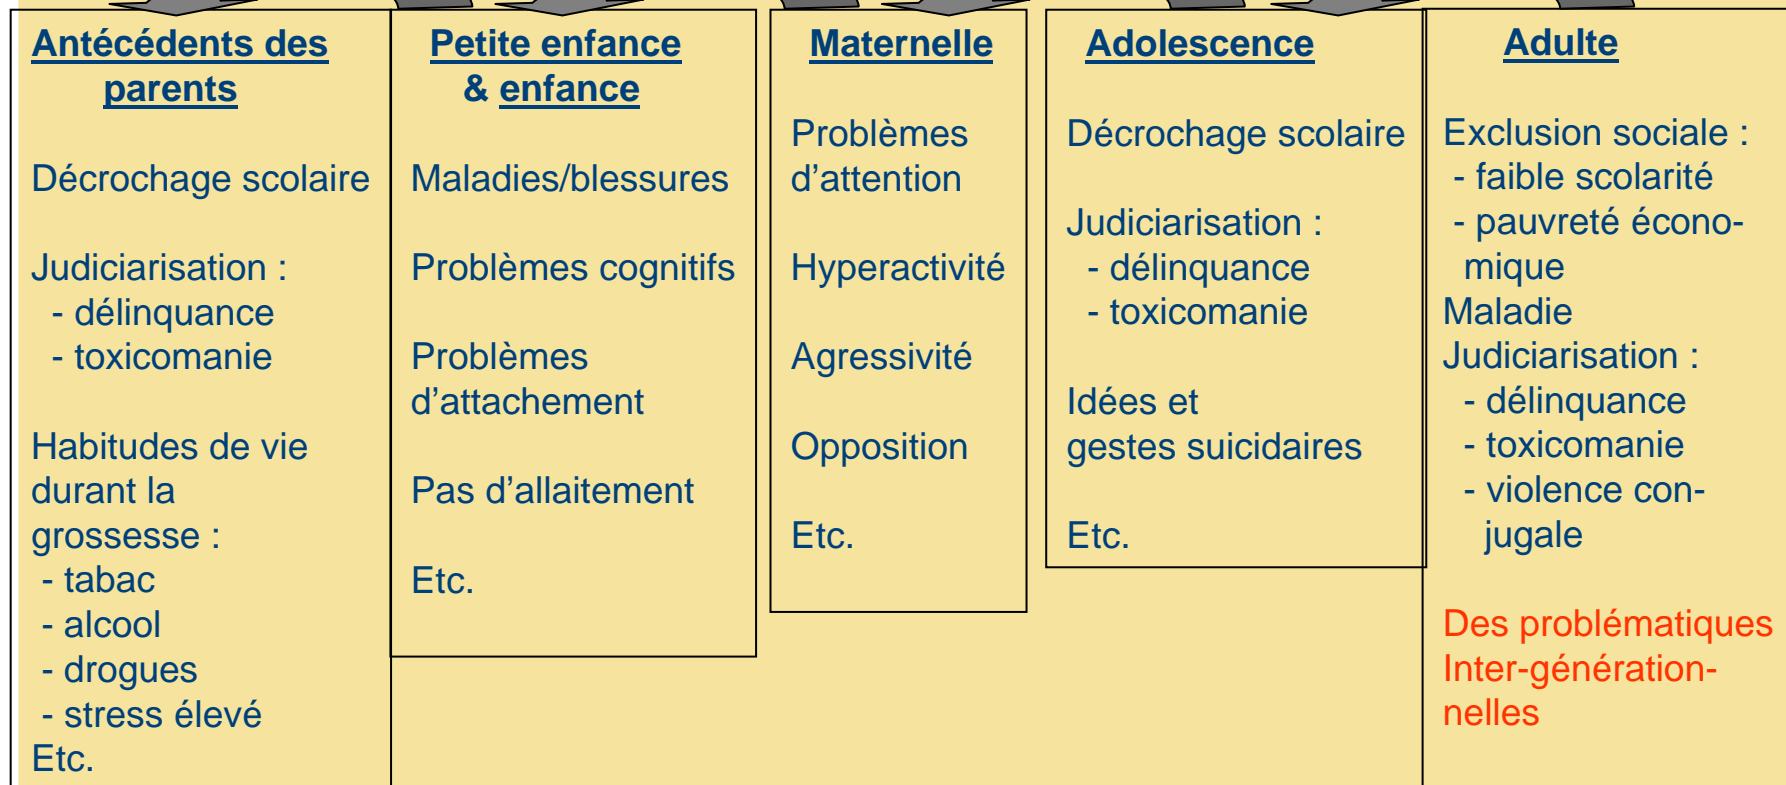 Antécédents des
parents
Décrochage scolaire
Judiciarisation :
- délinquance
- toxicomanie
Habitudes de vie
durant la
grossesse :
- tabac
- alcool
- drogues
- stress élevé
Etc.
Petite enfance
& enfance
Maladies/blessures
Problèmes cognitifs
Problèmes
d’attachement
Pas d’allaitement
Etc.
Maternelle
Problèmes
d’attention
Hyperactivité
Agressivité
Opposition
Etc.
Adolescence
Décrochage scolaire
Judiciarisation :
- délinquance
- toxicomanie
Idées et
gestes suicidaires
Etc.
Adulte
Exclusion sociale :
- faible scolarité
- pauvreté écono-
mique
Maladie
Judiciarisation :
- délinquance
- toxicomanie
- violence con-
jugale
Des problématiques
Inter-génération-
nelles